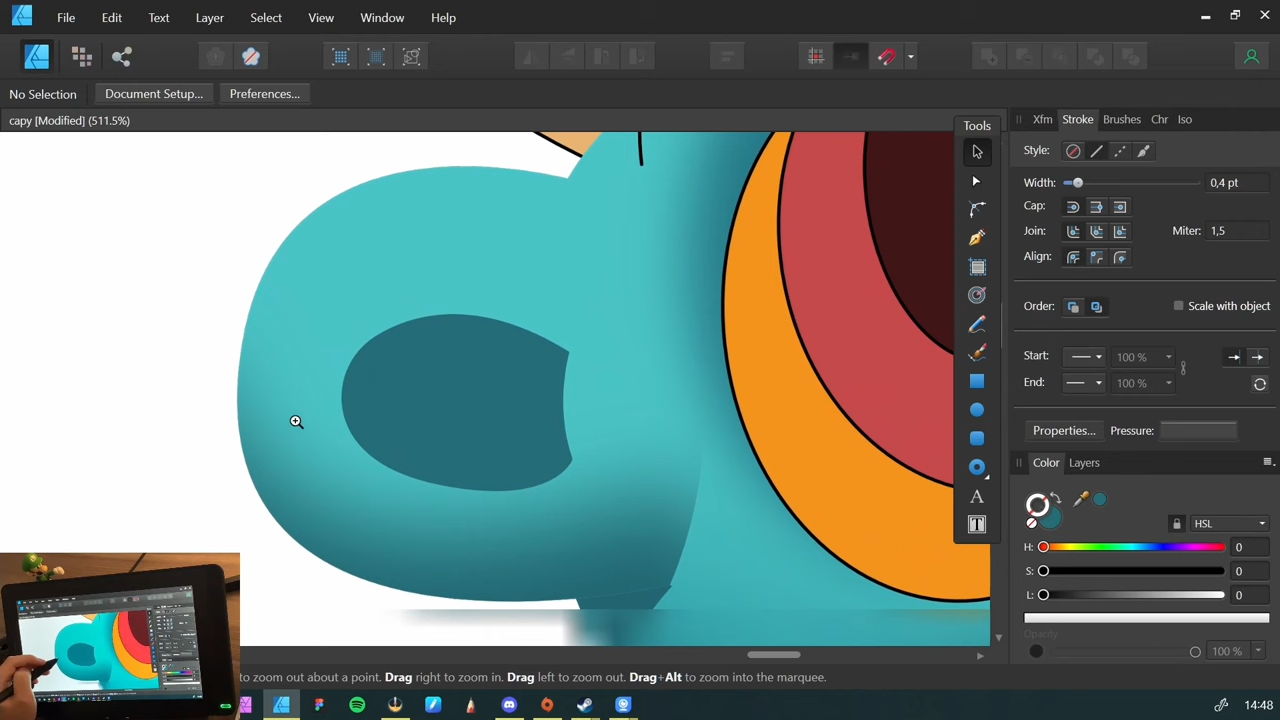 File Edit Text Layer Select View Window Help
No Selection Document Setup... Preferences...
capy [Modified] (511.5%)
Tools
Xfm Stroke Brushes Chr Iso
Style:
Width: 0,4 pt
Cap:
Join: Miter: 1,5
Align:
Order: Scale with object
Start: 100 %
End: 100 %
Properties... Pressure:
Color Layers
HSL
H: 0
S: 0
L: 0
Opacity
100 %
A
T
to zoom out about a point. Drag right to zoom in. Drag left to zoom out. Drag+Alt to zoom into the marquee.
14:48